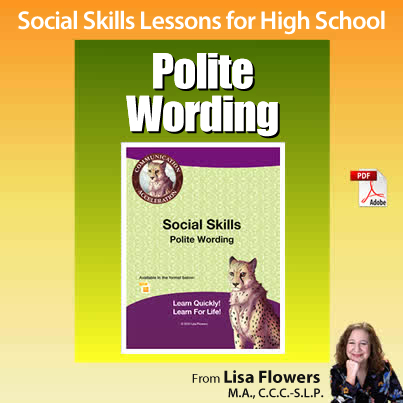 Social Skills Lessons for High School
Polite
Wording
COMMUNICATION
ACCELERATION
Social Skills
Polite Wording
Learn Quickly!
Learn For Life!
PDF
Adobe
From Lisa Flowers
M.A., C.C.C.-S.L.P.